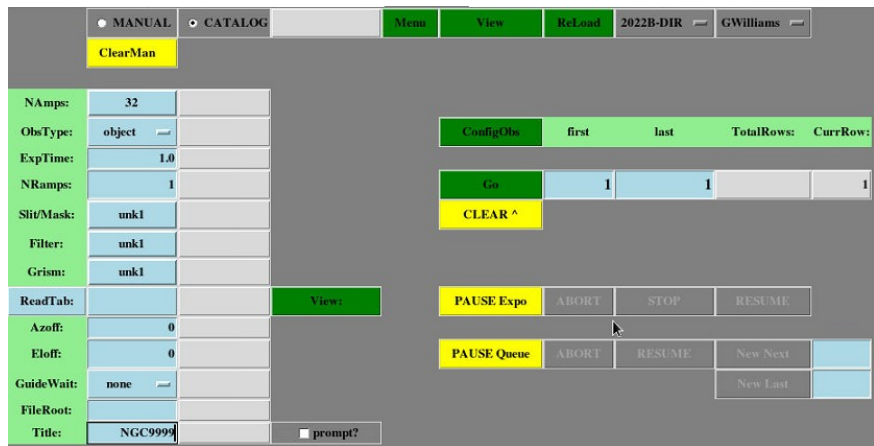 MANUAL CATALOG Menu View ReLoad 2022B-DIR GWilliams
ClearMan
NAmps: 32
ObsType: object ConfigObs first last TotalRows: CurrRow:
ExpTime: 1.0
NRamps: 1 Go 1 1 1
Slit/Mask: unk1 CLEAR ^
Filter: unk1
Grism: unk1
ReadTab: View: PAUSE Expo ABORT STOP RESUME
Azoff: 0
Eloff: 0 PAUSE Queue ABORT RESUME New Next
GuideWait: none New Last
FileRoot:
Title: NGC9999 prompt?